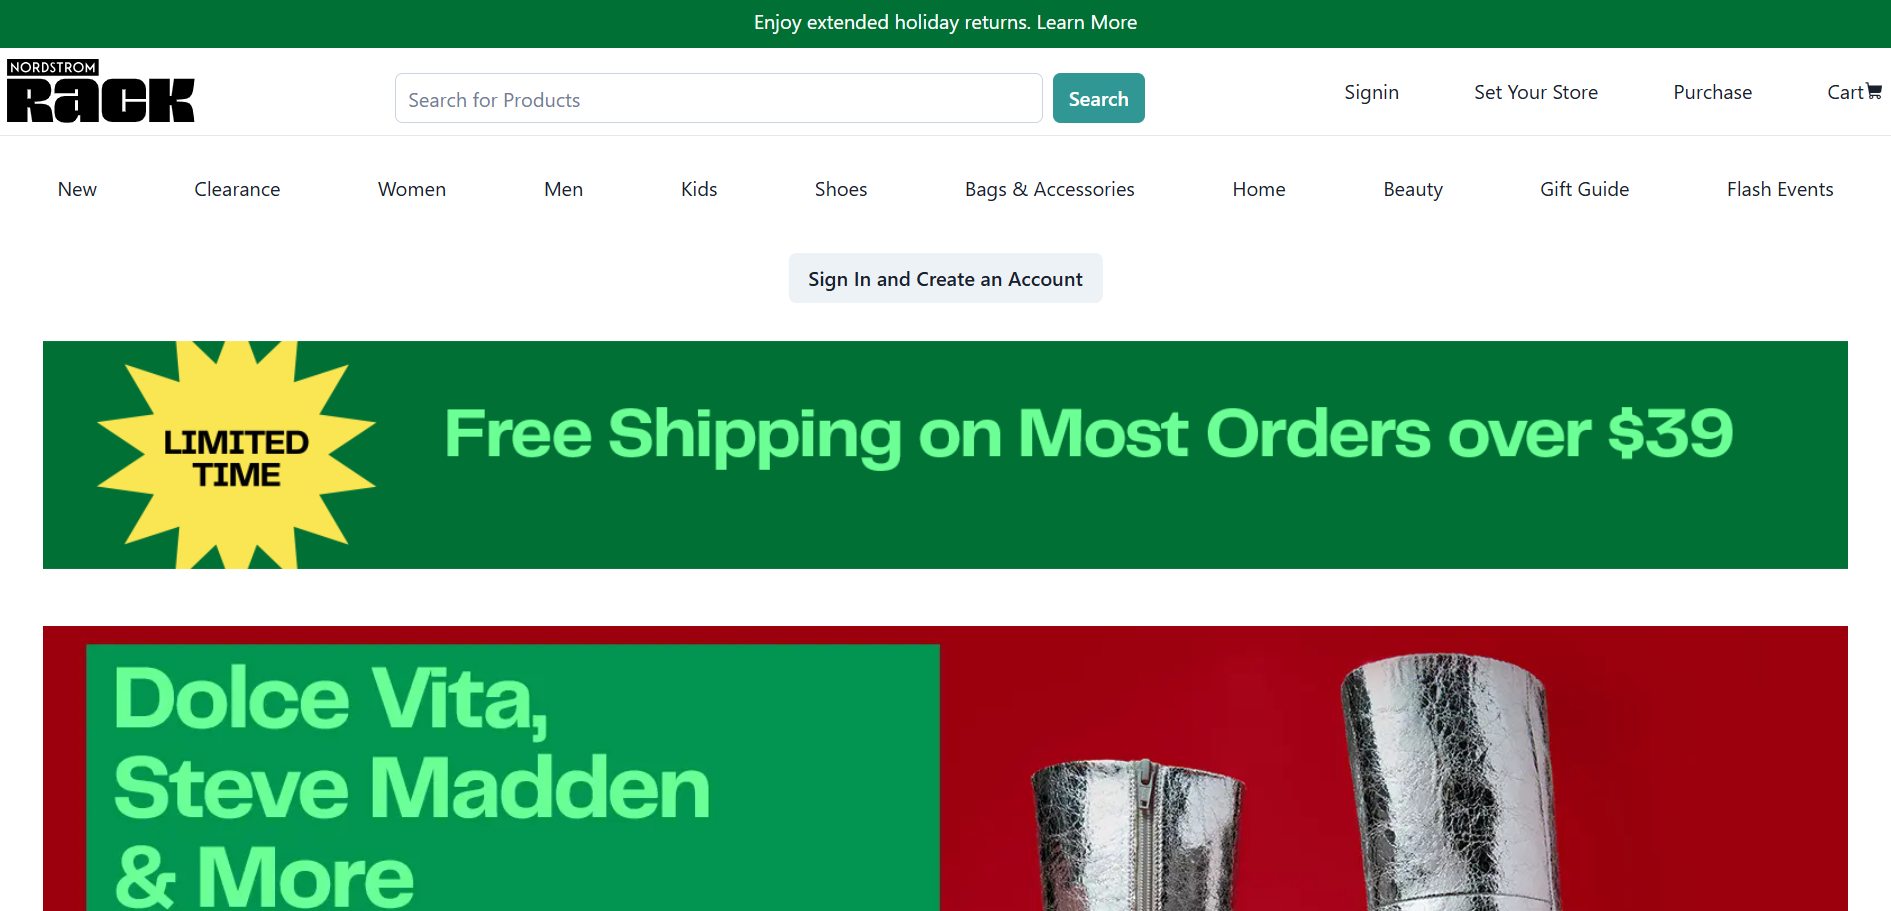 Enjoy extended holiday returns. Learn More
NORDSTROM
RACK
Search for Products
Search
Signin
Set Your Store
Purchase
Cart
New
Clearance
Women
Men
Kids
Shoes
Bags & Accessories
Home
Beauty
Gift Guide
Flash Events
Sign In and Create an Account
LIMITED
TIME
Free Shipping on Most Orders over $39
Dolce Vita,
Steve Madden
& More